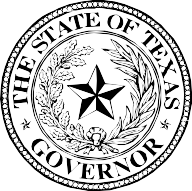 THE STATE OF TEXAS
GOVERNOR